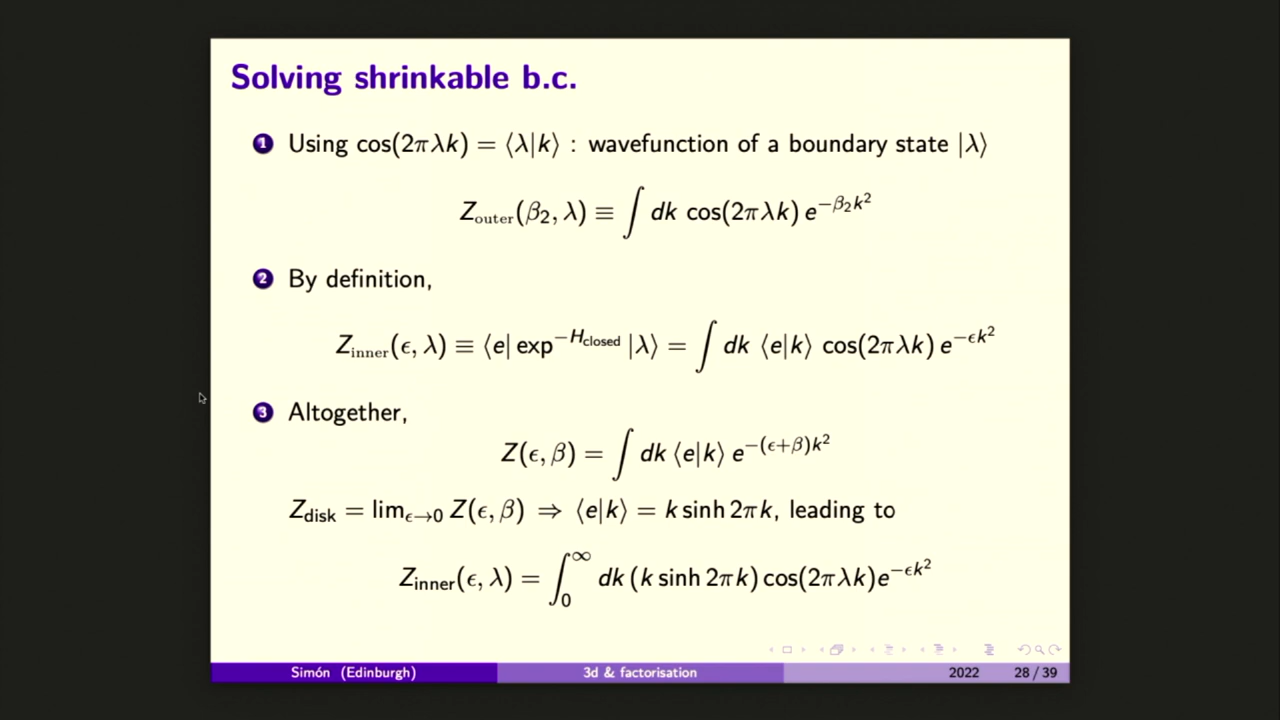 Solving shrinkable b.c.
1 Using cos(2πλk) = ⟨λ|k⟩ : wavefunction of a boundary state |λ⟩
Z_outer(β₂, λ) ≡ ∫ dk cos(2πλk) e^{−β₂k²}
2 By definition,
Z_inner(ϵ, λ) ≡ ⟨e| exp^{−H_closed} |λ⟩ = ∫ dk ⟨e|k⟩ cos(2πλk) e^{−ϵk²}
3 Altogether,
Z(ϵ, β) = ∫ dk ⟨e|k⟩ e^{−(ϵ+β)k²}
Z_disk = lim_{ϵ→0} Z(ϵ, β) ⇒ ⟨e|k⟩ = k sinh 2πk, leading to
Z_inner(ϵ, λ) = ∫₀^∞ dk (k sinh 2πk) cos(2πλk)e^{−ϵk²}
Simón (Edinburgh) 3d & factorisation 2022 28 / 39